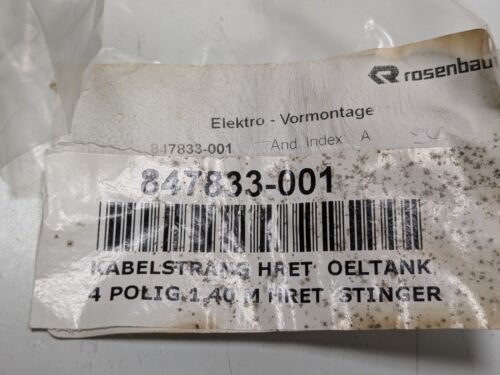 rosenbau
Elektro - Vormontage
847833-001 And Index A
847833-001
KABELSTRANG HRET OELTANK
4 POLIG 1,40 M HRET STINGER